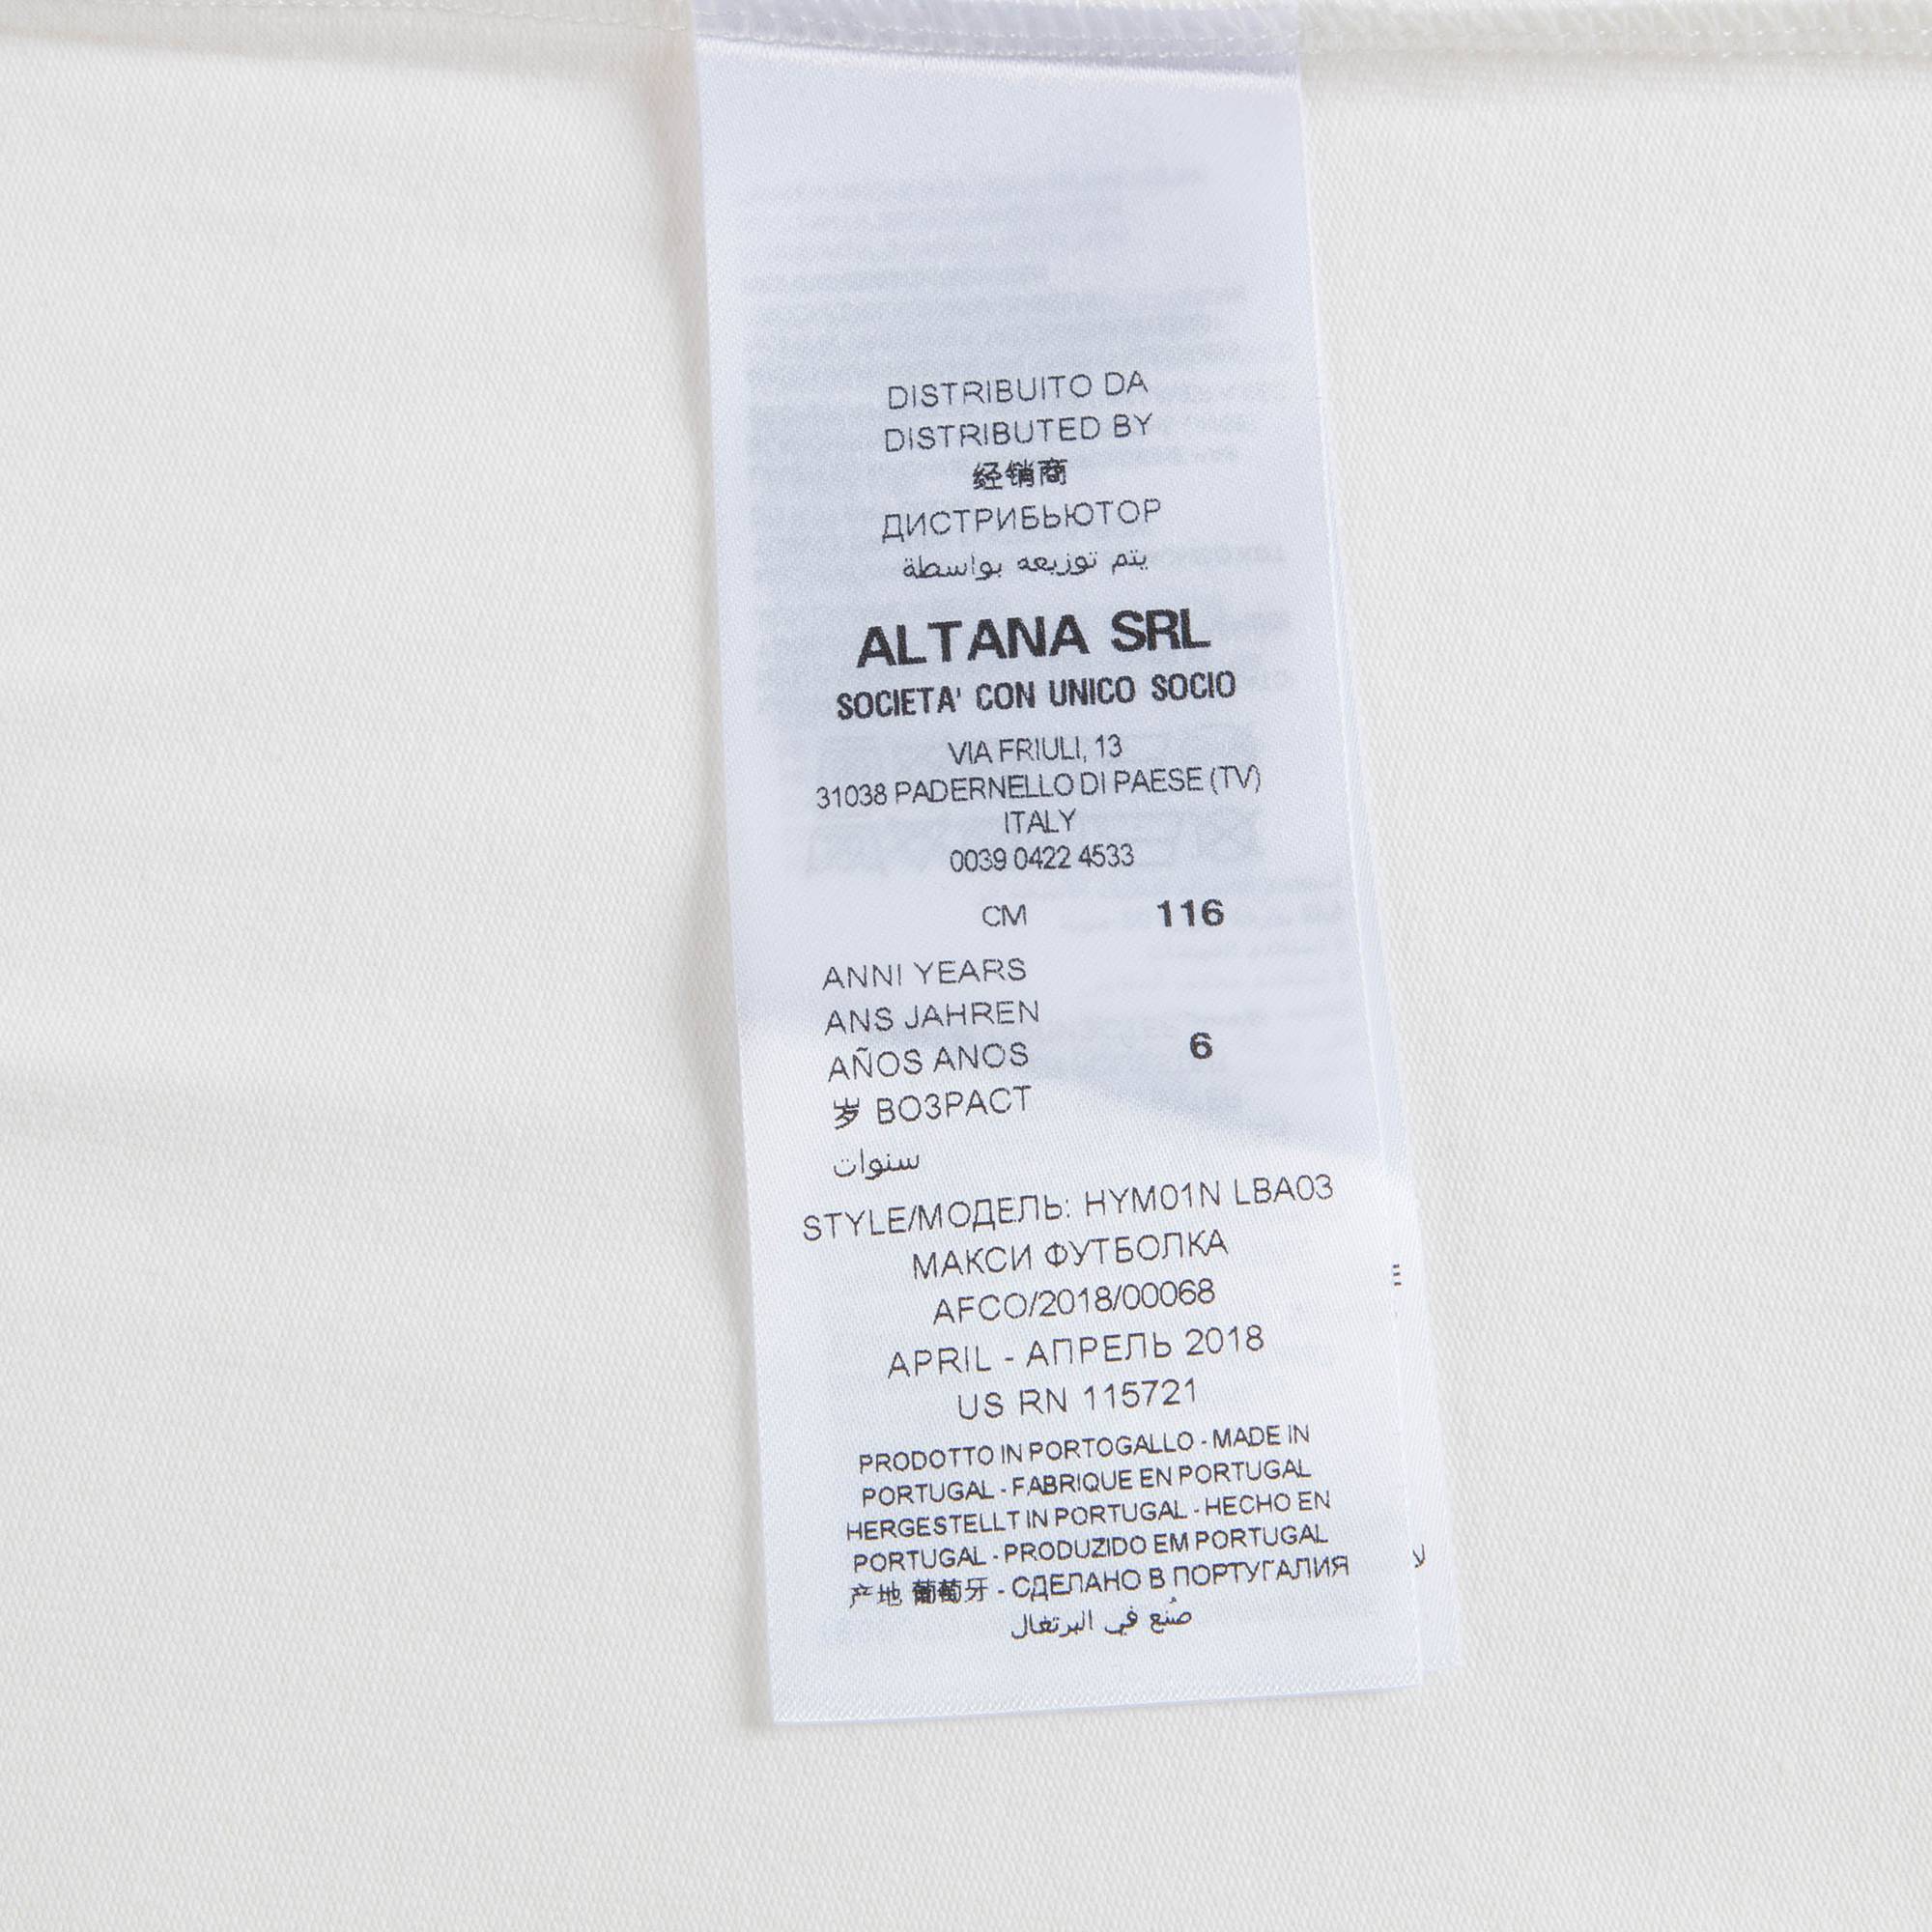 DISTRIBUITO DA
DISTRIBUTED BY
经销商
ДИСТРИБЬЮТОР
يتم توزيعه بواسطة
ALTANA SRL
SOCIETA' CON UNICO SOCIO
VIA FRIULI, 13
31038 PADERNELLO DI PAESE (TV)
ITALY
0039 0422 4533
CM 116
ANNI YEARS
ANS JAHREN
AÑOS ANOS 6
岁 ВОЗРАСТ
سنوات
STYLE/МОДЕЛЬ: HYM01N LBA03
МАКСИ ФУТБОЛКА
AFCO/2018/00068
APRIL - АПРЕЛЬ 2018
US RN 115721
PRODOTTO IN PORTOGALLO - MADE IN
PORTUGAL - FABRIQUE EN PORTUGAL
HERGESTELLT IN PORTUGAL - HECHO EN
PORTUGAL - PRODUZIDO EM PORTUGAL
产地 葡萄牙 - СДЕЛАНО В ПОРТУГАЛИЯ
صُنع في البرتغال